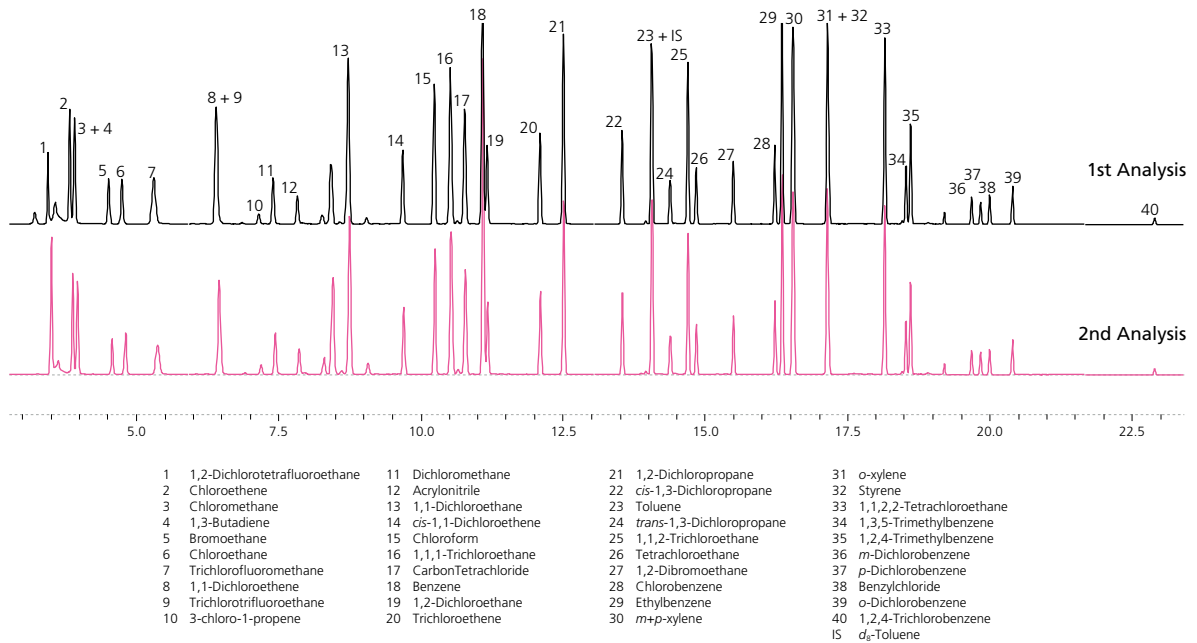 1
2
3 + 4
5
6
7
8 + 9
10
11
12
13
14
15
16
17
18
19
20
21
22
23 + IS
24
25
26
27
28
29
30
31 + 32
33
34
35
36
37
38
39
40
1st Analysis
2nd Analysis
5.0 7.5 10.0 12.5 15.0 17.5 20.0 22.5
1 1,2-Dichlorotetrafluoroethane
2 Chloroethene
3 Chloromethane
4 1,3-Butadiene
5 Bromoethane
6 Chloroethane
7 Trichlorofluoromethane
8 1,1-Dichloroethene
9 Trichlorotrifluoroethane
10 3-chloro-1-propene
11 Dichloromethane
12 Acrylonitrile
13 1,1-Dichloroethane
14 cis-1,1-Dichloroethene
15 Chloroform
16 1,1,1-Trichloroethane
17 CarbonTetrachloride
18 Benzene
19 1,2-Dichloroethane
20 Trichloroethene
21 1,2-Dichloropropane
22 cis-1,3-Dichloropropane
23 Toluene
24 trans-1,3-Dichloropropane
25 1,1,2-Trichloroethane
26 Tetrachloroethane
27 1,2-Dibromoethane
28 Chlorobenzene
29 Ethylbenzene
30 m+p-xylene
31 o-xylene
32 Styrene
33 1,1,2,2-Tetrachloroethane
34 1,3,5-Trimethylbenzene
35 1,2,4-Trimethylbenzene
36 m-Dichlorobenzene
37 p-Dichlorobenzene
38 Benzylchloride
39 o-Dichlorobenzene
40 1,2,4-Trichlorobenzene
IS d₈-Toluene